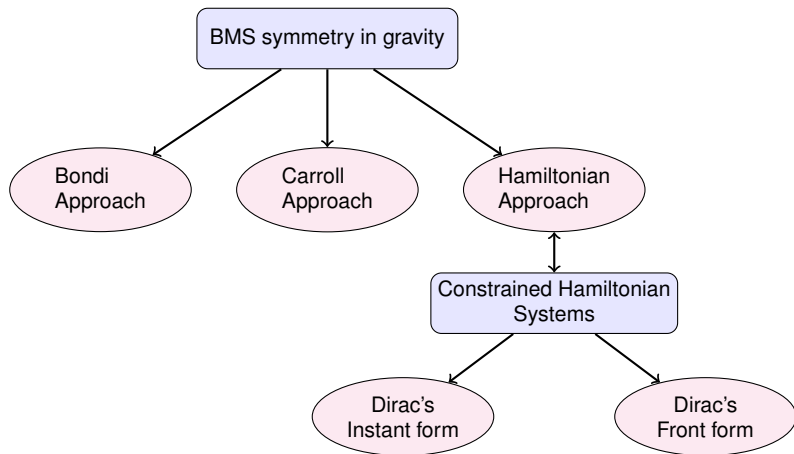 BMS symmetry in gravity
Bondi
Approach
Carroll
Approach
Hamiltonian
Approach
Constrained Hamiltonian
Systems
Dirac's
Instant form
Dirac's
Front form